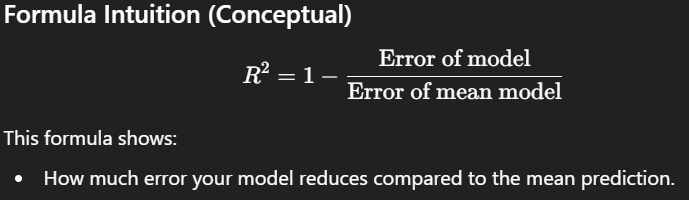 Formula Intuition (Conceptual)
R² = 1 − Error of model / Error of mean model
This formula shows:
• How much error your model reduces compared to the mean prediction.